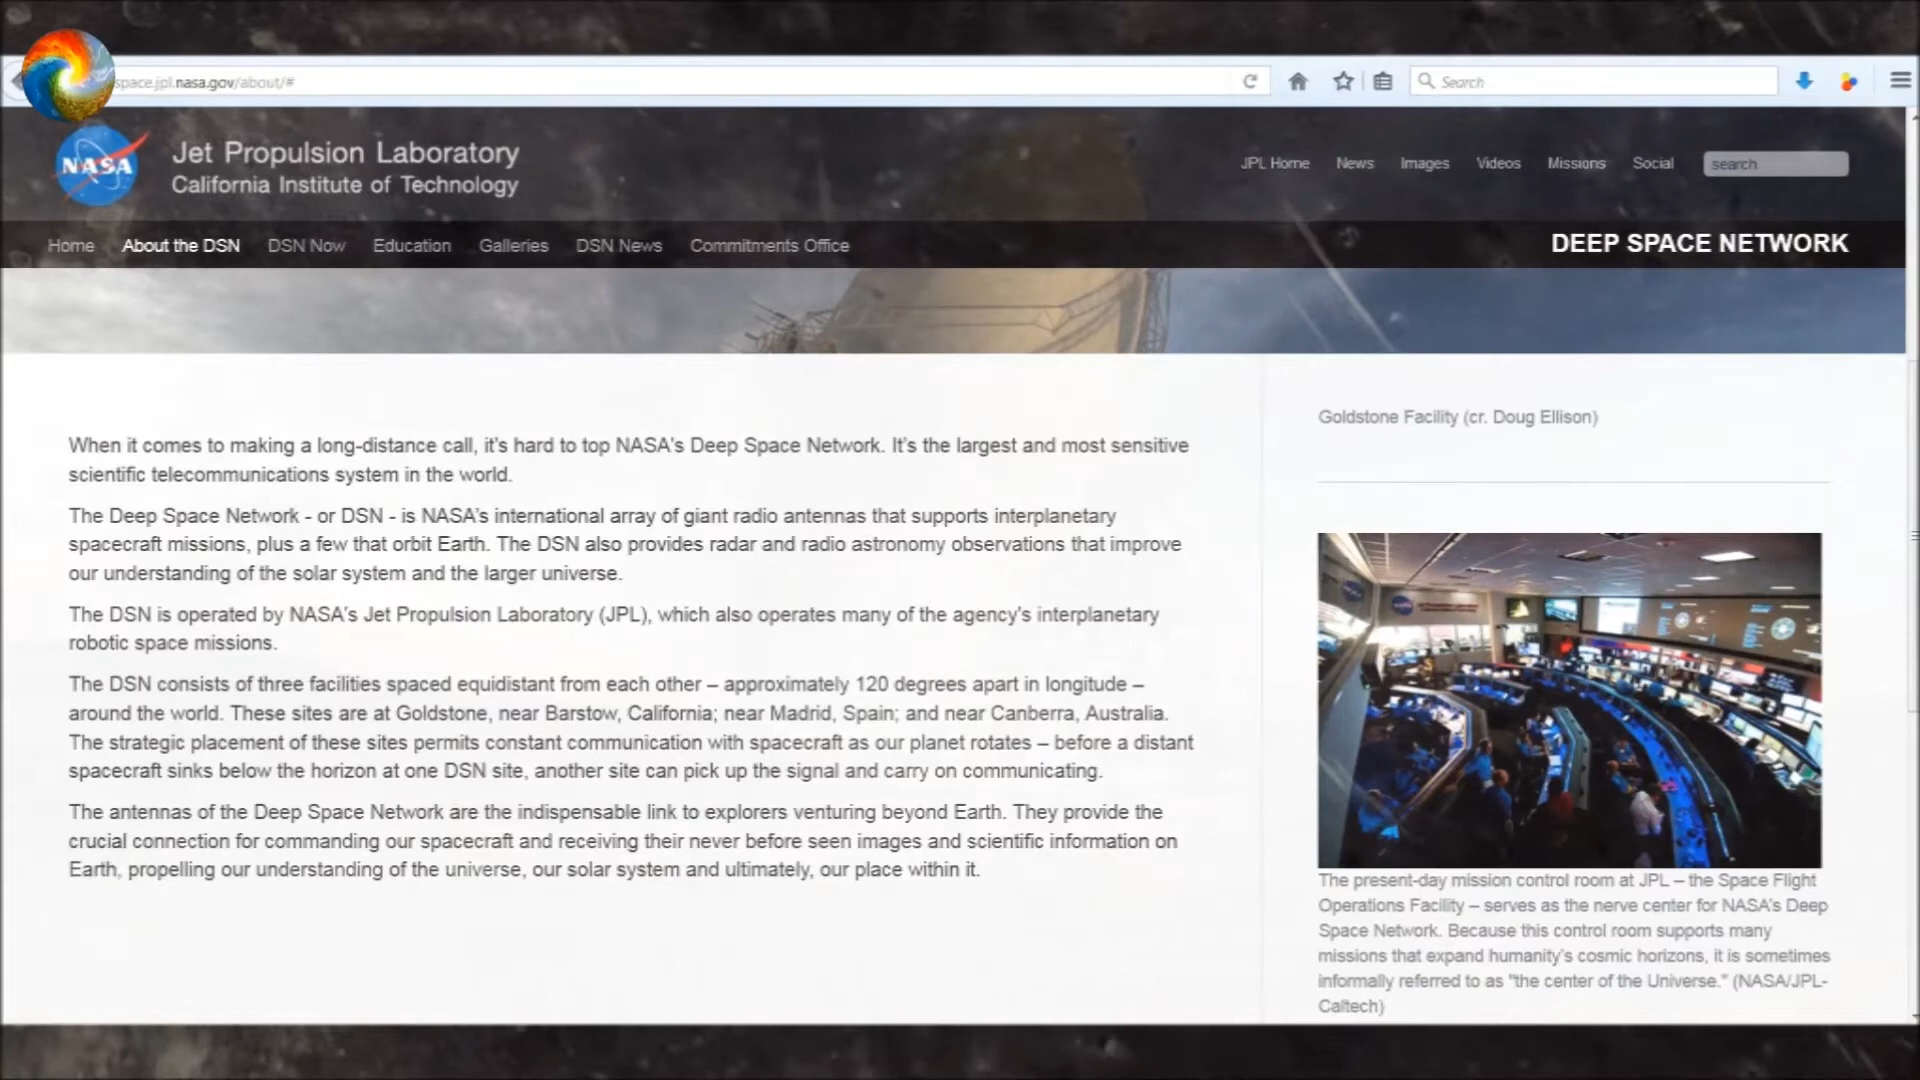 space.jpl.nasa.gov/about/#
Search
NASA
Jet Propulsion Laboratory
California Institute of Technology
JPL Home News Images Videos Missions Social search
Home About the DSN DSN Now Education Galleries DSN News Commitments Office
DEEP SPACE NETWORK
When it comes to making a long-distance call, it's hard to top NASA's Deep Space Network. It's the largest and most sensitive
scientific telecommunications system in the world.
The Deep Space Network - or DSN - is NASA's international array of giant radio antennas that supports interplanetary
spacecraft missions, plus a few that orbit Earth. The DSN also provides radar and radio astronomy observations that improve
our understanding of the solar system and the larger universe.
The DSN is operated by NASA's Jet Propulsion Laboratory (JPL), which also operates many of the agency's interplanetary
robotic space missions.
The DSN consists of three facilities spaced equidistant from each other – approximately 120 degrees apart in longitude –
around the world. These sites are at Goldstone, near Barstow, California; near Madrid, Spain; and near Canberra, Australia.
The strategic placement of these sites permits constant communication with spacecraft as our planet rotates – before a distant
spacecraft sinks below the horizon at one DSN site, another site can pick up the signal and carry on communicating.
The antennas of the Deep Space Network are the indispensable link to explorers venturing beyond Earth. They provide the
crucial connection for commanding our spacecraft and receiving their never before seen images and scientific information on
Earth, propelling our understanding of the universe, our solar system and ultimately, our place within it.
Goldstone Facility (cr. Doug Ellison)
Jet Propulsion Laboratory
The present-day mission control room at JPL – the Space Flight
Operations Facility – serves as the nerve center for NASA's Deep
Space Network. Because this control room supports many
missions that expand humanity's cosmic horizons, it is sometimes
informally referred to as "the center of the Universe." (NASA/JPL-
Caltech)